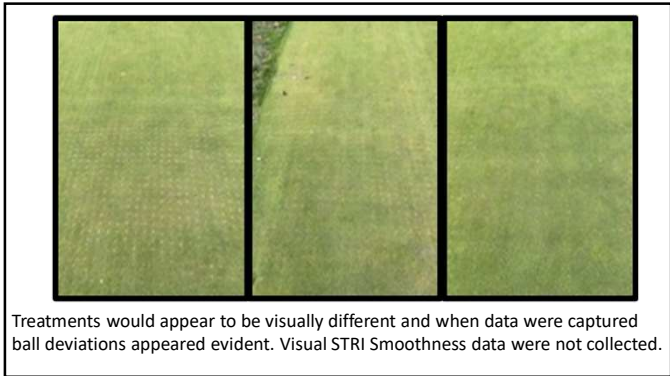 Treatments would appear to be visually different and when data were captured
ball deviations appeared evident. Visual STRI Smoothness data were not collected.